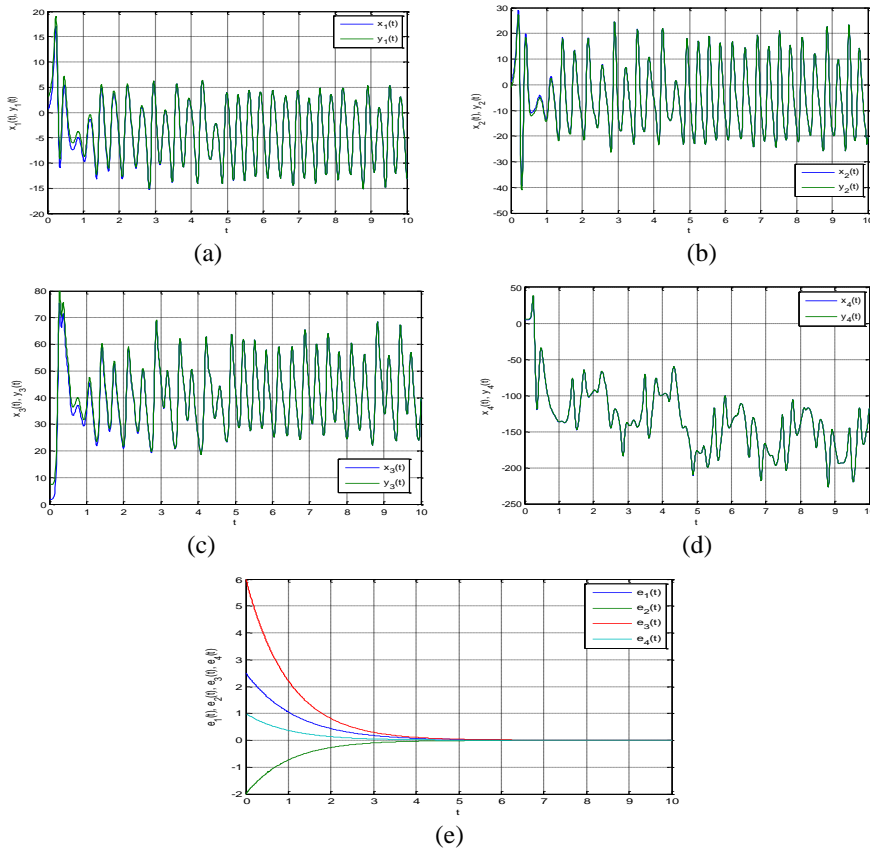 20
15
10
5
0
-5
-10
-15
-20
0 1 2 3 4 5 6 7 8 9 10
x1(t), y1(t)
t
x1(t)
y1(t)
(a)
30
20
10
0
-10
-20
-30
-40
-50
0 1 2 3 4 5 6 7 8 9 10
x2(t), y2(t)
t
x2(t)
y2(t)
(b)
80
70
60
50
40
30
20
10
0
0 1 2 3 4 5 6 7 8 9 10
x3(t), y3(t)
t
x3(t)
y3(t)
(c)
50
0
-50
-100
-150
-200
-250
0 1 2 3 4 5 6 7 8 9 10
x4(t), y4(t)
t
x4(t)
y4(t)
(d)
6
5
4
3
2
1
0
-1
-2
0 1 2 3 4 5 6 7 8 9 10
e1(t), e2(t), e3(t), e4(t)
t
e1(t)
e2(t)
e3(t)
e4(t)
(e)